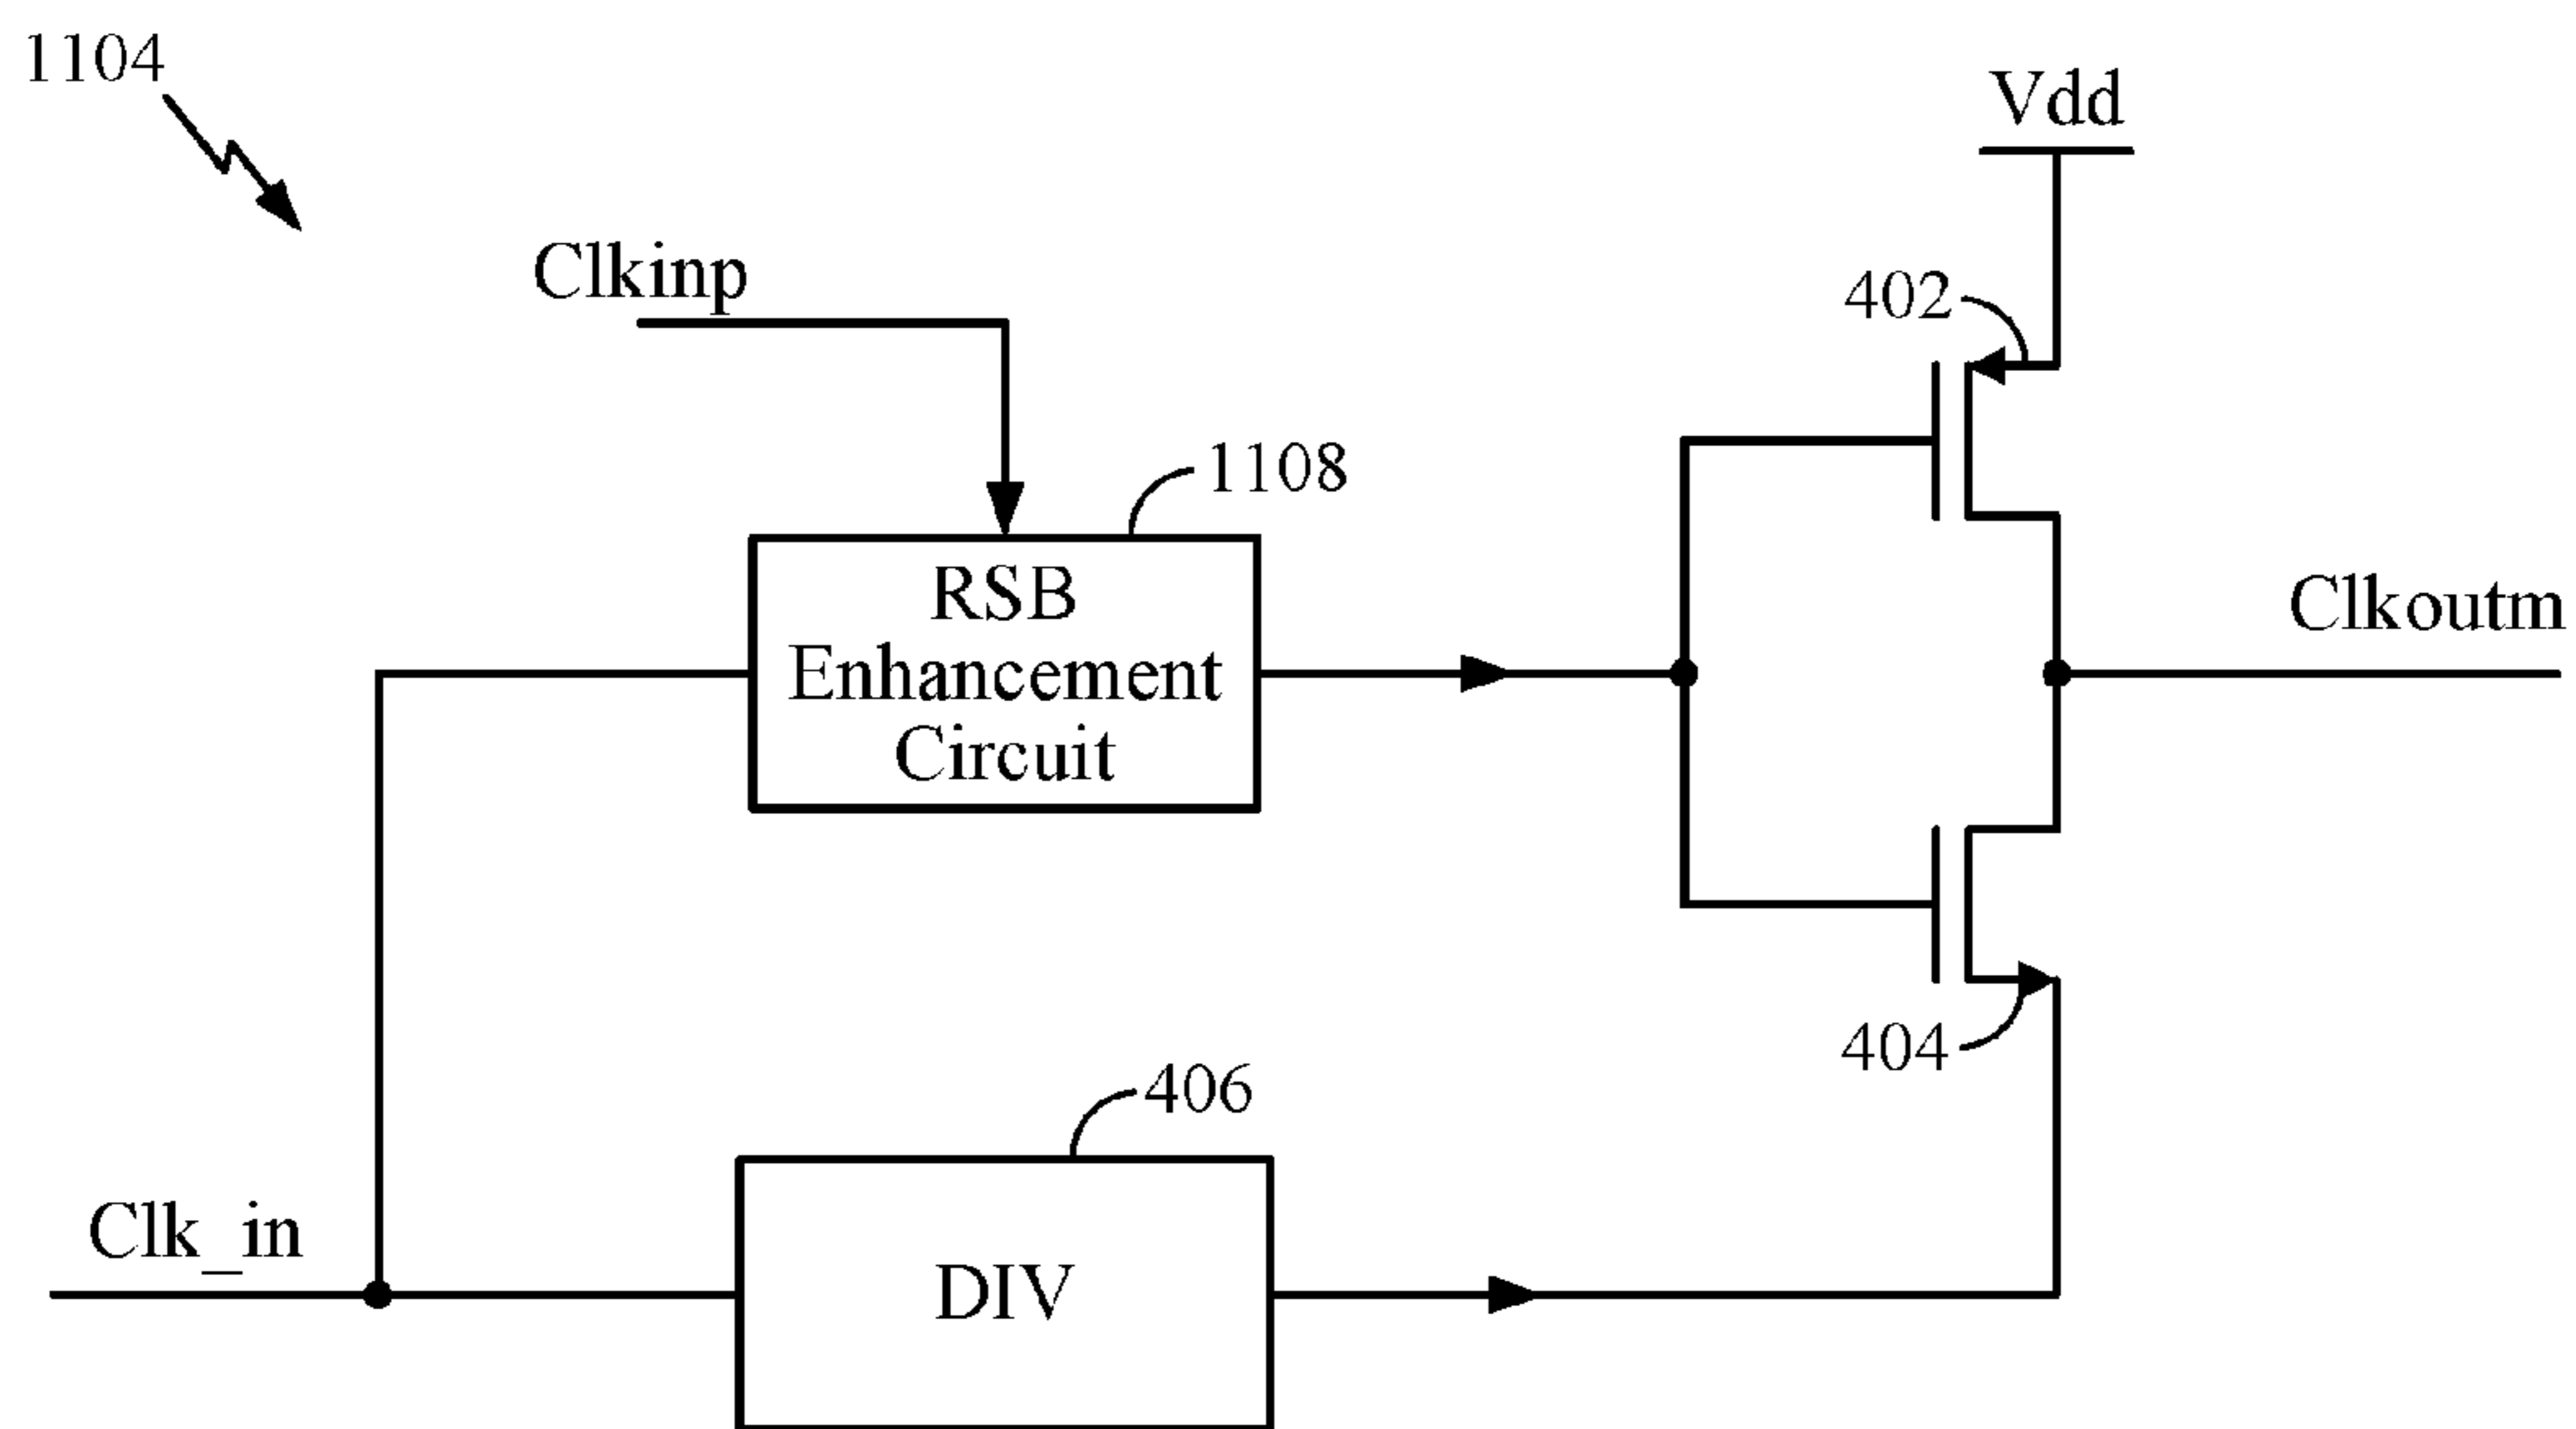 1104
Vdd
Clkinp
402
1108
RSB
Enhancement
Circuit
Clkoutm
404
406
Clk_in
DIV